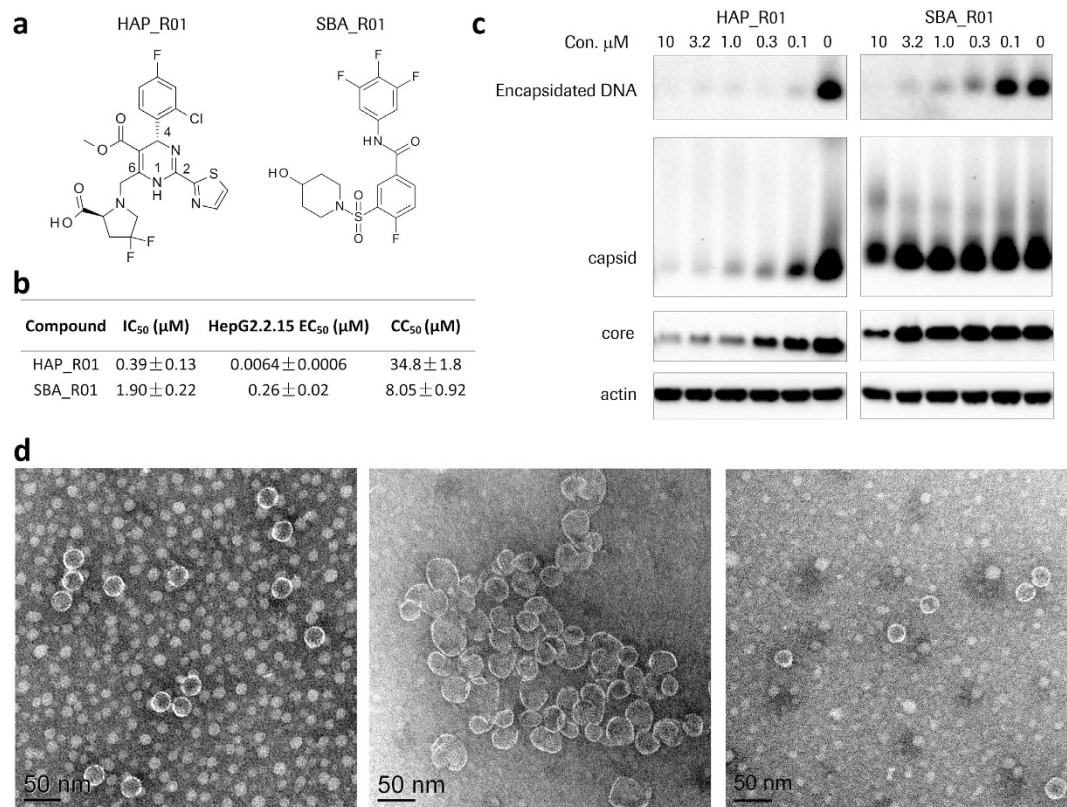 a
HAP_R01
SBA_R01
F
Cl
O
O
4
N
6
1
2
S
N
H
N
O
HO
N
F
F
F
F
F
NH
O
HO
N
S
O
O
F
b
Compound IC50 (μM) HepG2.2.15 EC50 (μM) CC50 (μM)
HAP_R01 0.39±0.13 0.0064±0.0006 34.8±1.8
SBA_R01 1.90±0.22 0.26±0.02 8.05±0.92
c
HAP_R01 SBA_R01
Con. μM 10 3.2 1.0 0.3 0.1 0 10 3.2 1.0 0.3 0.1 0
Encapsidated DNA
capsid
core
actin
d
50 nm
50 nm
50 nm